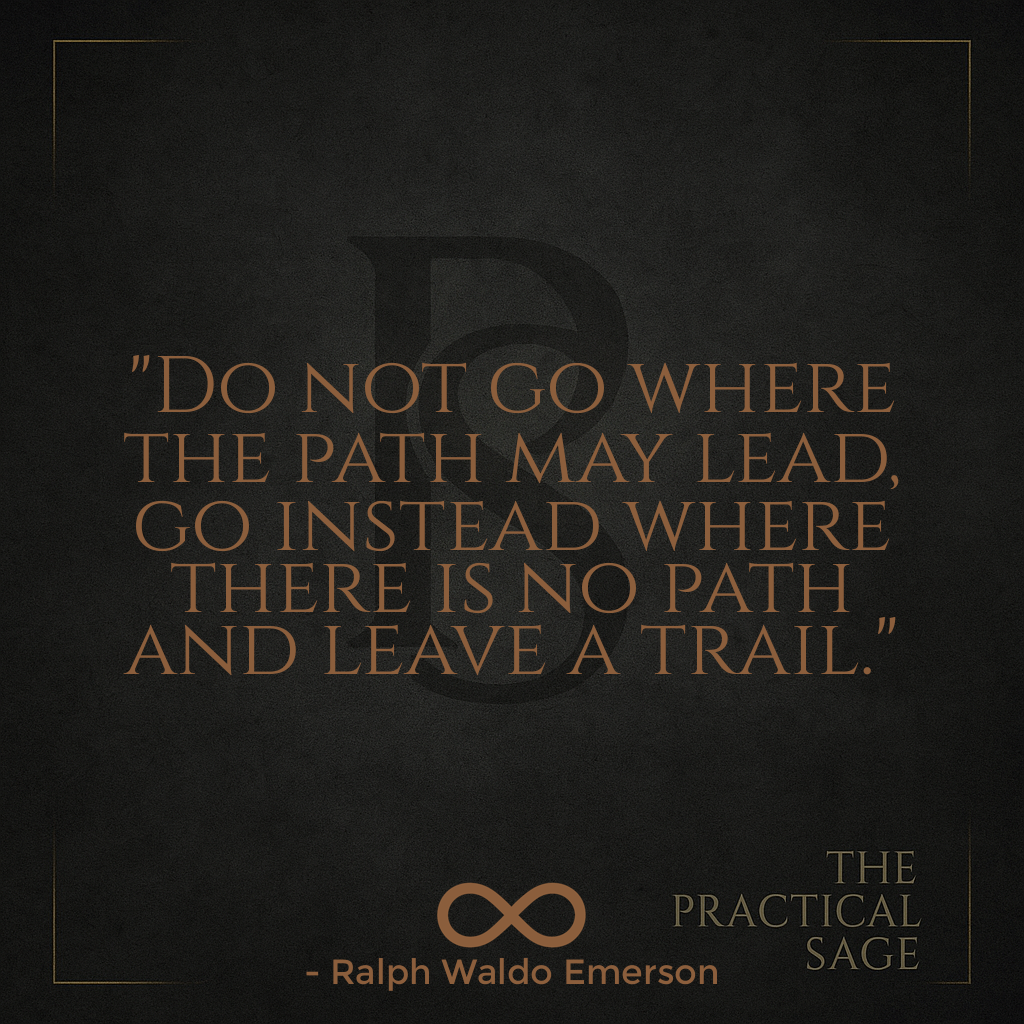 "Do not go where
the path may lead,
go instead where
there is no path
and leave a trail."
THE
PRACTICAL
SAGE
- Ralph Waldo Emerson
PS